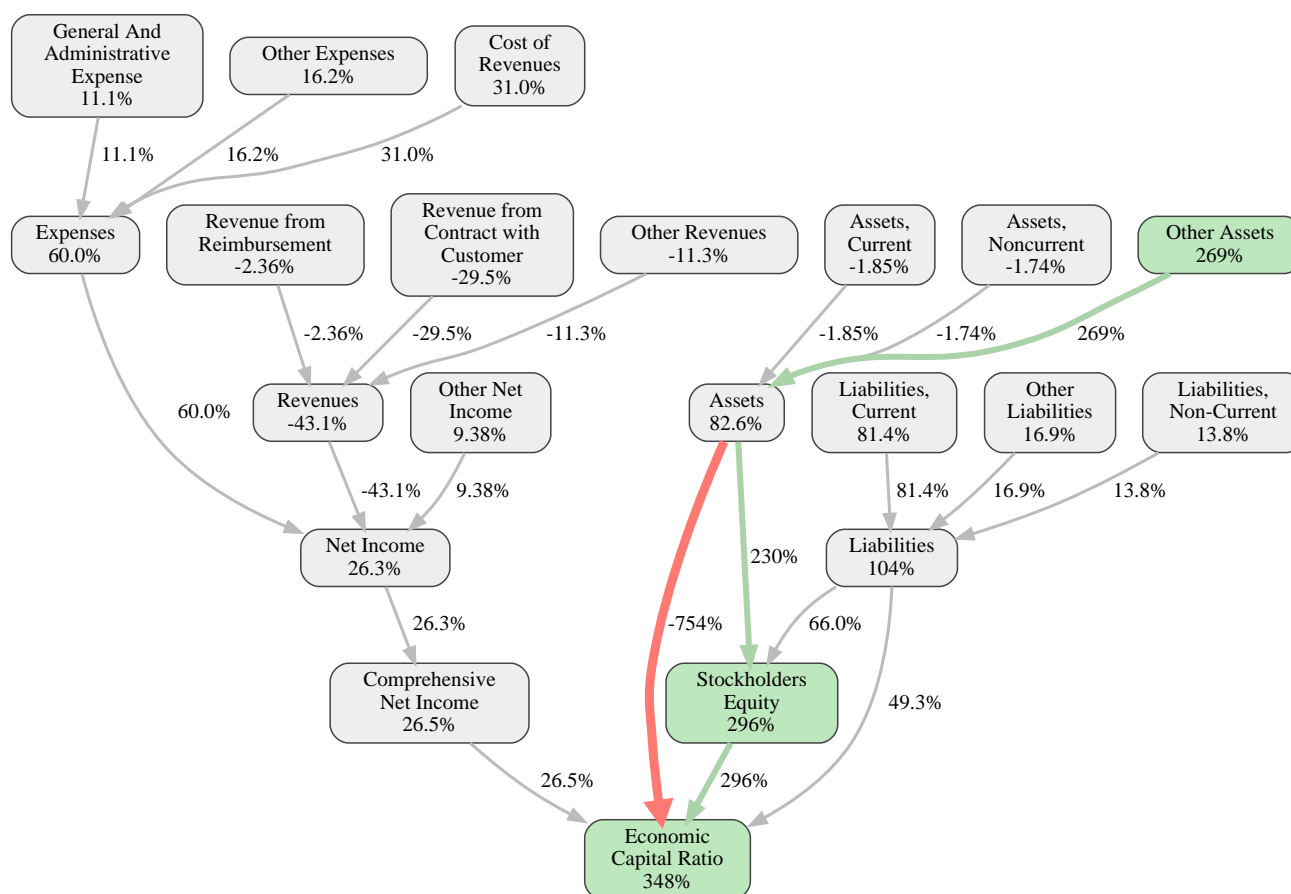 General And
Administrative
Expense
11.1%
Other Expenses
16.2%
Cost of
Revenues
31.0%
11.1%
16.2%
31.0%
Expenses
60.0%
Revenue from
Reimbursement
-2.36%
Revenue from
Contract with
Customer
-29.5%
Other Revenues
-11.3%
Assets,
Current
-1.85%
Assets,
Noncurrent
-1.74%
Other Assets
269%
-2.36%
-29.5%
-11.3%
-1.85%
-1.74%
269%
60.0%
Revenues
-43.1%
Other Net
Income
9.38%
Assets
82.6%
Liabilities,
Current
81.4%
Other
Liabilities
16.9%
Liabilities,
Non-Current
13.8%
-43.1%
9.38%
81.4%
16.9%
13.8%
Net Income
26.3%
230%
Liabilities
104%
26.3%
-754%
66.0%
Comprehensive
Net Income
26.5%
Stockholders
Equity
296%
49.3%
26.5%
296%
Economic
Capital Ratio
348%